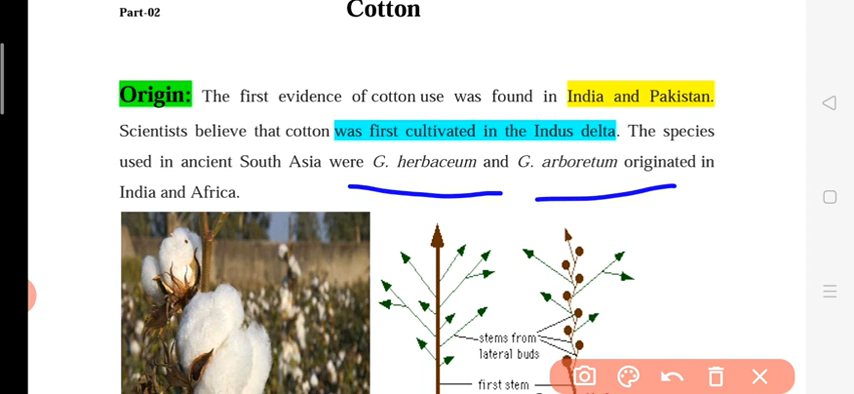 Part-02
Cotton
Origin: The first evidence of cotton use was found in India and Pakistan.
Scientists believe that cotton was first cultivated in the Indus delta. The species
used in ancient South Asia were G. herbaceum and G. arboretum originated in
India and Africa.
stems from
lateral buds
first stem